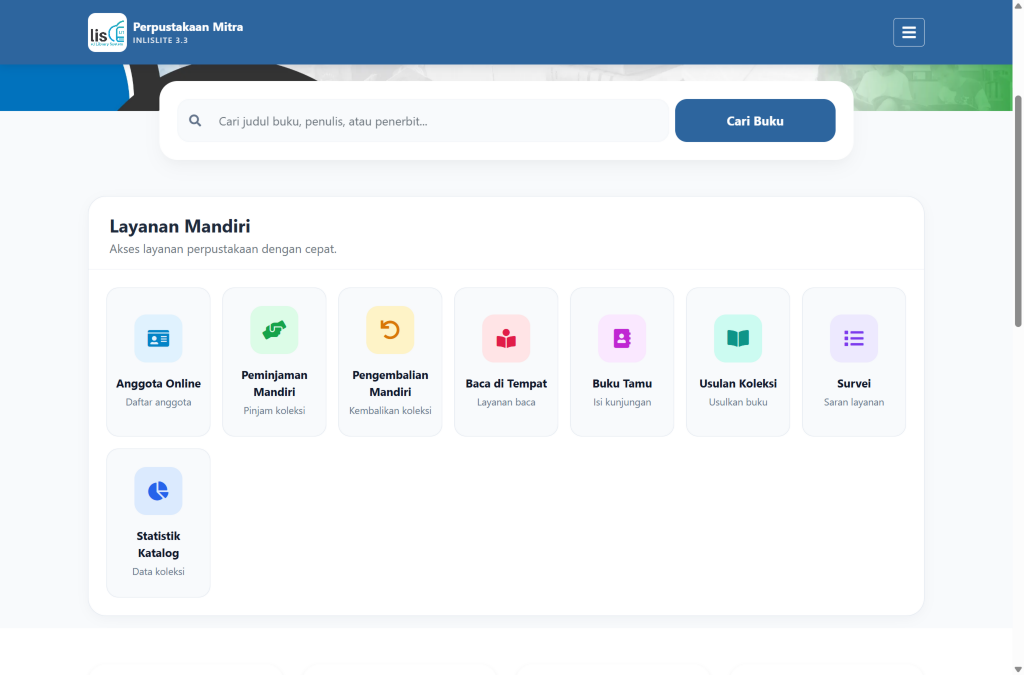 lis
Perpustakaan Mitra
INLISLITE 3.3
Cari judul buku, penulis, atau penerbit...
Cari Buku
Layanan Mandiri
Akses layanan perpustakaan dengan cepat.
Anggota Online
Daftar anggota
Peminjaman
Mandiri
Pinjam koleksi
Pengembalian
Mandiri
Kembalikan koleksi
Baca di Tempat
Layanan baca
Buku Tamu
Isi kunjungan
Usulan Koleksi
Usulkan buku
Survei
Saran layanan
Statistik
Katalog
Data koleksi